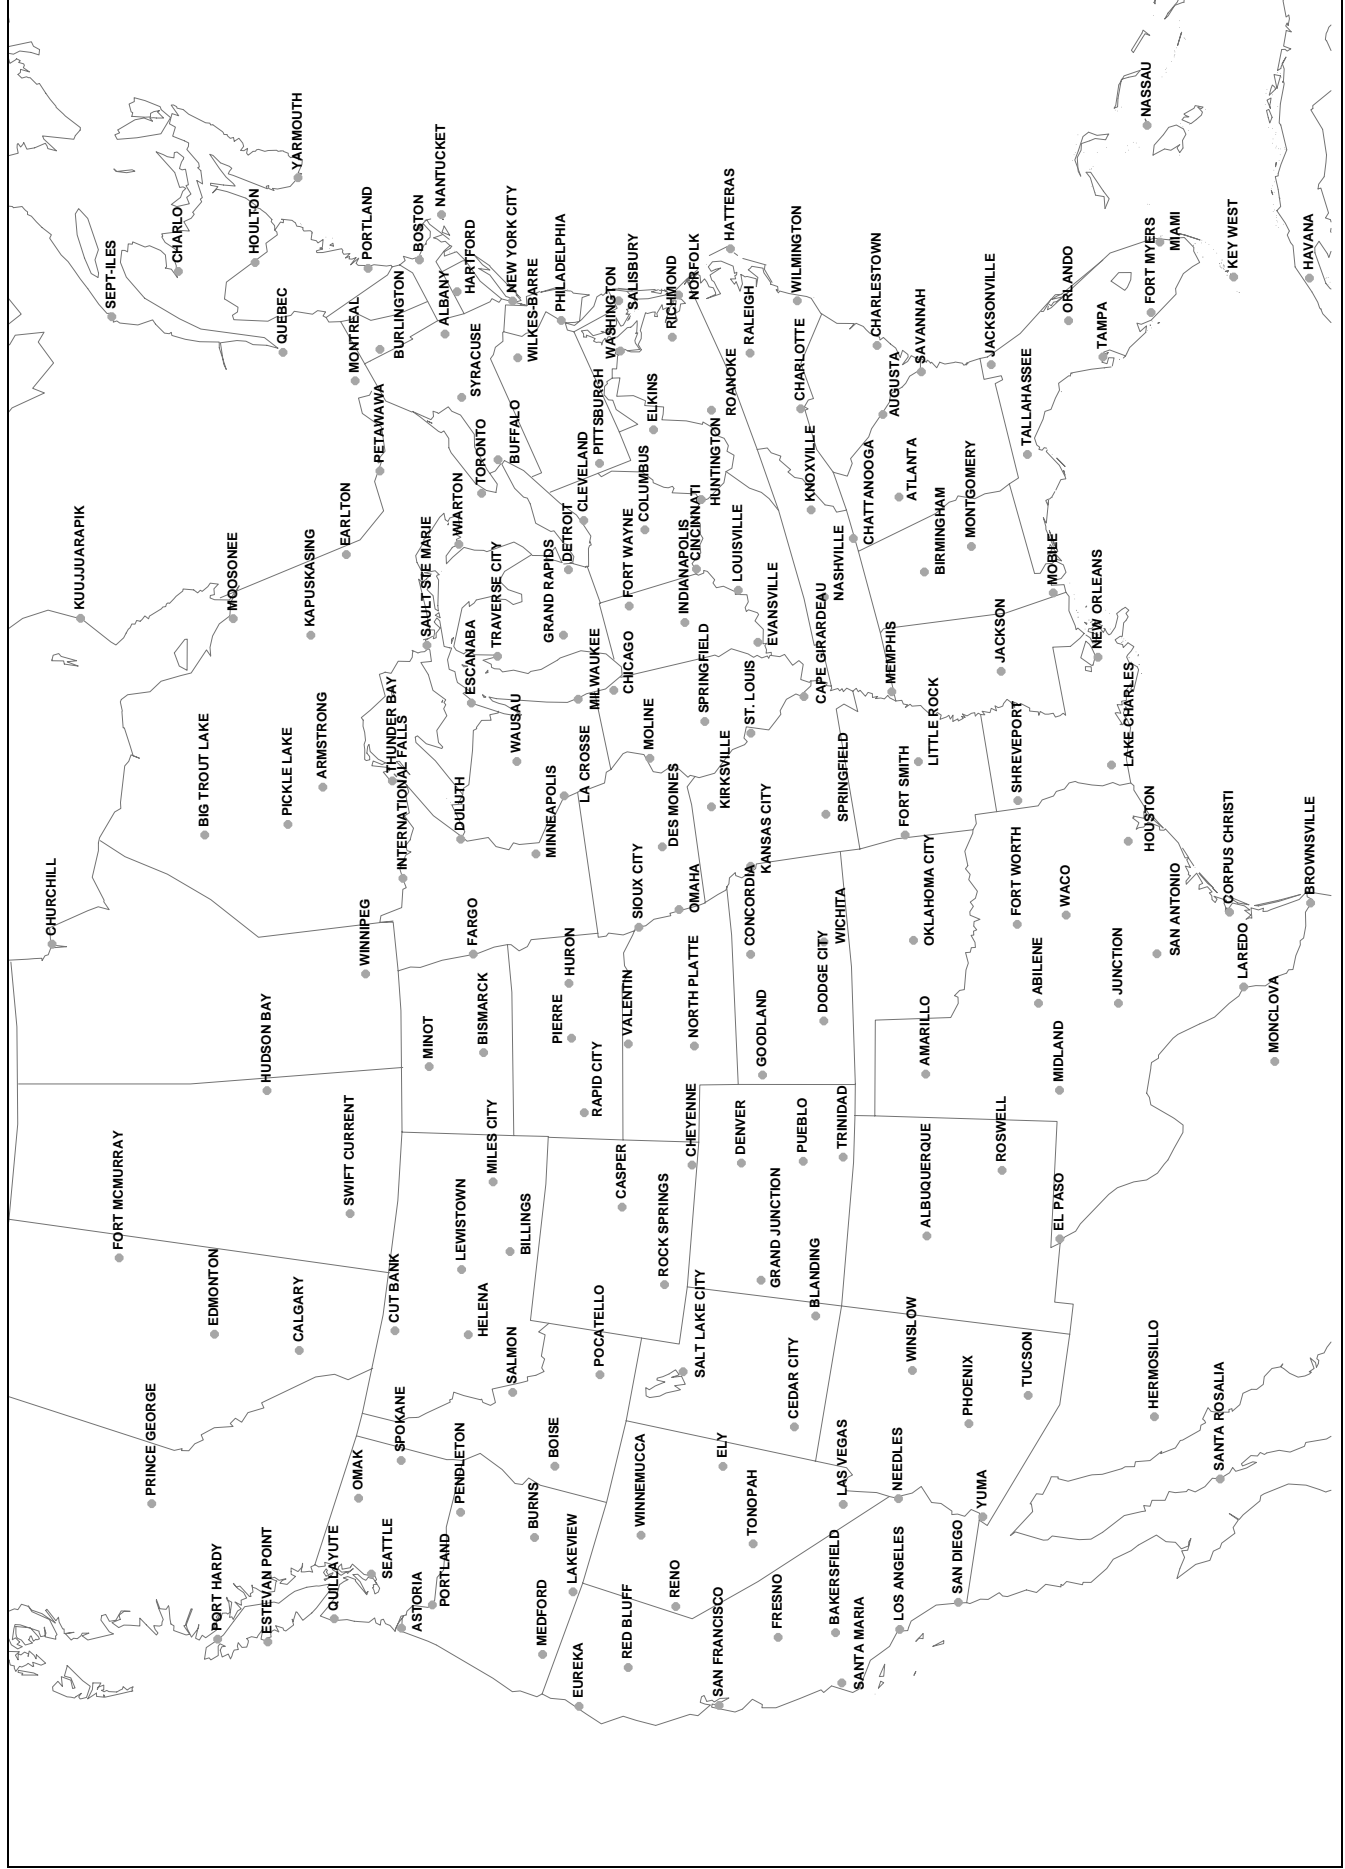 CHURCHILL
KUUJJUARAPIK
SEPT-ILES
FORT MCMURRAY
PRINCE GEORGE
CHARLO
BIG TROUT LAKE
EDMONTON
PORT HARDY
MOOSONEE
HOULTON
HUDSON BAY
ESTEVAN POINT
QUEBEC
PICKLE LAKE
YARMOUTH
CALGARY
KAPUSKASING
ARMSTRONG
QUILLAYUTE
EARLTON
SWIFT CURRENT
MONTREAL
OMAK
PORTLAND
WINNIPEG
SEATTLE
PETAWAWA
BURLINGTON
THUNDER BAY
CUT BANK
INTERNATIONAL FALLS
SPOKANE
ASTORIA
BOSTON
SAULT STE MARIE
MINOT
PORTLAND
NANTUCKET
ALBANY
WIARTON
HARTFORD
DULUTH
PENDLETON
LEWISTOWN
SYRACUSE
ESCANABA
FARGO
HELENA
TORONTO
BISMARCK
MILES CITY
TRAVERSE CITY
BUFFALO
NEW YORK CITY
SALMON
WAUSAU
BILLINGS
WILKES-BARRE
BURNS
MINNEAPOLIS
MEDFORD
BOISE
PHILADELPHIA
GRAND RAPIDS
DETROIT
LA CROSSE
HURON
PIERRE
LAKEVIEW
EUREKA
CLEVELAND
MILWAUKEE
RAPID CITY
PITTSBURGH
POCATELLO
WASHINGTON
SALISBURY
CHICAGO
CASPER
FORT WAYNE
VALENTIN
RED BLUFF
SIOUX CITY
WINNEMUCCA
COLUMBUS
ELKINS
MOLINE
DES MOINES
ROCK SPRINGS
RICHMOND
NORFOLK
RENO
OMAHA
INDIANAPOLIS
CHEYENNE
NORTH PLATTE
CINCINNATI
SALT LAKE CITY
HUNTINGTON
SPRINGFIELD
ROANOKE
KIRKSVILLE
SAN FRANCISCO
ELY
HATTERAS
LOUISVILLE
DENVER
RALEIGH
ST. LOUIS
CONCORDIA
KANSAS CITY
TONOPAH
EVANSVILLE
GOODLAND
GRAND JUNCTION
FRESNO
CEDAR CITY
WILMINGTON
CHARLOTTE
PUEBLO
CAPE GIRARDEAU
KNOXVILLE
BLANDING
NASHVILLE
DODGE CITY
WICHITA
SPRINGFIELD
BAKERSFIELD
TRINIDAD
LAS VEGAS
SANTA MARIA
CHATTANOOGA
CHARLESTOWN
AUGUSTA
MEMPHIS
NEEDLES
LOS ANGELES
ATLANTA
FORT SMITH
WINSLOW
OKLAHOMA CITY
LITTLE ROCK
SAVANNAH
BIRMINGHAM
AMARILLO
ALBUQUERQUE
SAN DIEGO
PHOENIX
MONTGOMERY
YUMA
JACKSONVILLE
JACKSON
ROSWELL
FORT WORTH
SHREVEPORT
TALLAHASSEE
TUCSON
ABILENE
MOBILE
MIDLAND
EL PASO
WACO
ORLANDO
NEW ORLEANS
TAMPA
LAKE CHARLES
JUNCTION
HOUSTON
NASSAU
FORT MYERS
HERMOSILLO
SAN ANTONIO
MIAMI
SANTA ROSALIA
CORPUS CHRISTI
KEY WEST
LAREDO
MONCLOVA
HAVANA
BROWNSVILLE